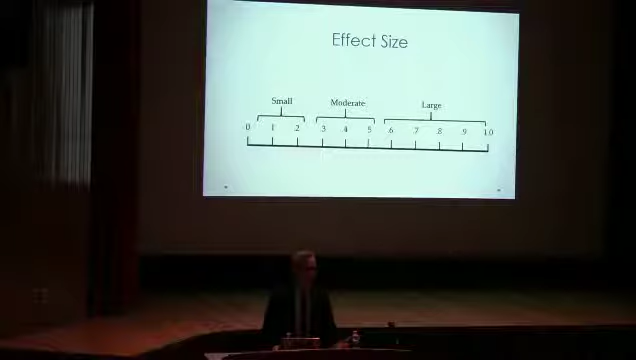 Effect Size
Small Moderate Large
0 .1 .2 .3 .4 .5 .6 .7 .8 .9 1.0